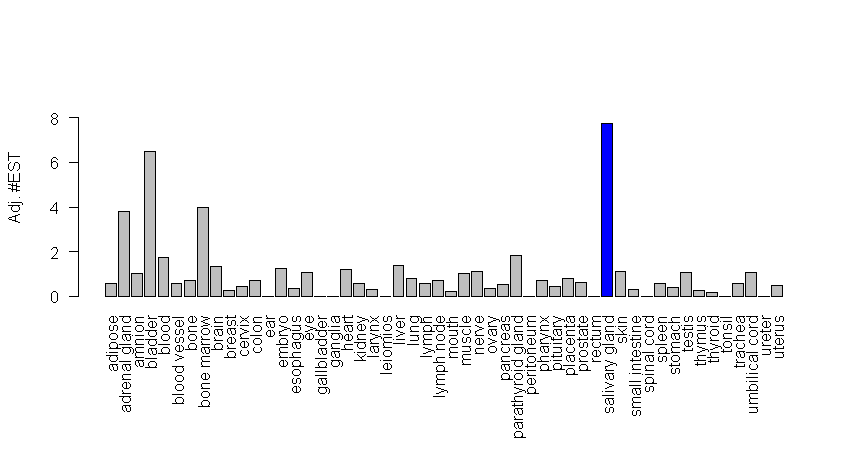 Adj. #EST
8
6
4
2
0
adipose
adrenal gland
amnion
bladder
blood
blood vessel
bone
bone marrow
brain
breast
cervix
colon
ear
embryo
esophagus
eye
gallbladder
ganglia
heart
kidney
larynx
leiomios
liver
lung
lymph
lymph node
mouth
muscle
nerve
ovary
pancreas
parathyroid gland
peritoneum
pharynx
pituitary
placenta
prostate
rectum
salivary gland
skin
small intestine
spinal cord
spleen
stomach
testis
thymus
thyroid
tonsil
trachea
umbilical cord
ureter
uterus